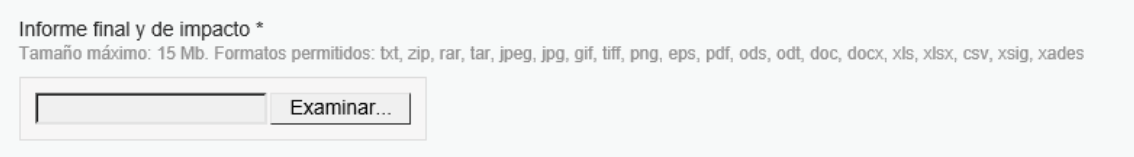 Informe final y de impacto *
Tamaño máximo: 15 Mb. Formatos permitidos: txt, zip, rar, tar, jpeg, jpg, gif, tiff, png, eps, pdf, ods, odt, doc, docx, xls, xlsx, csv, xsig, xades
Examinar...